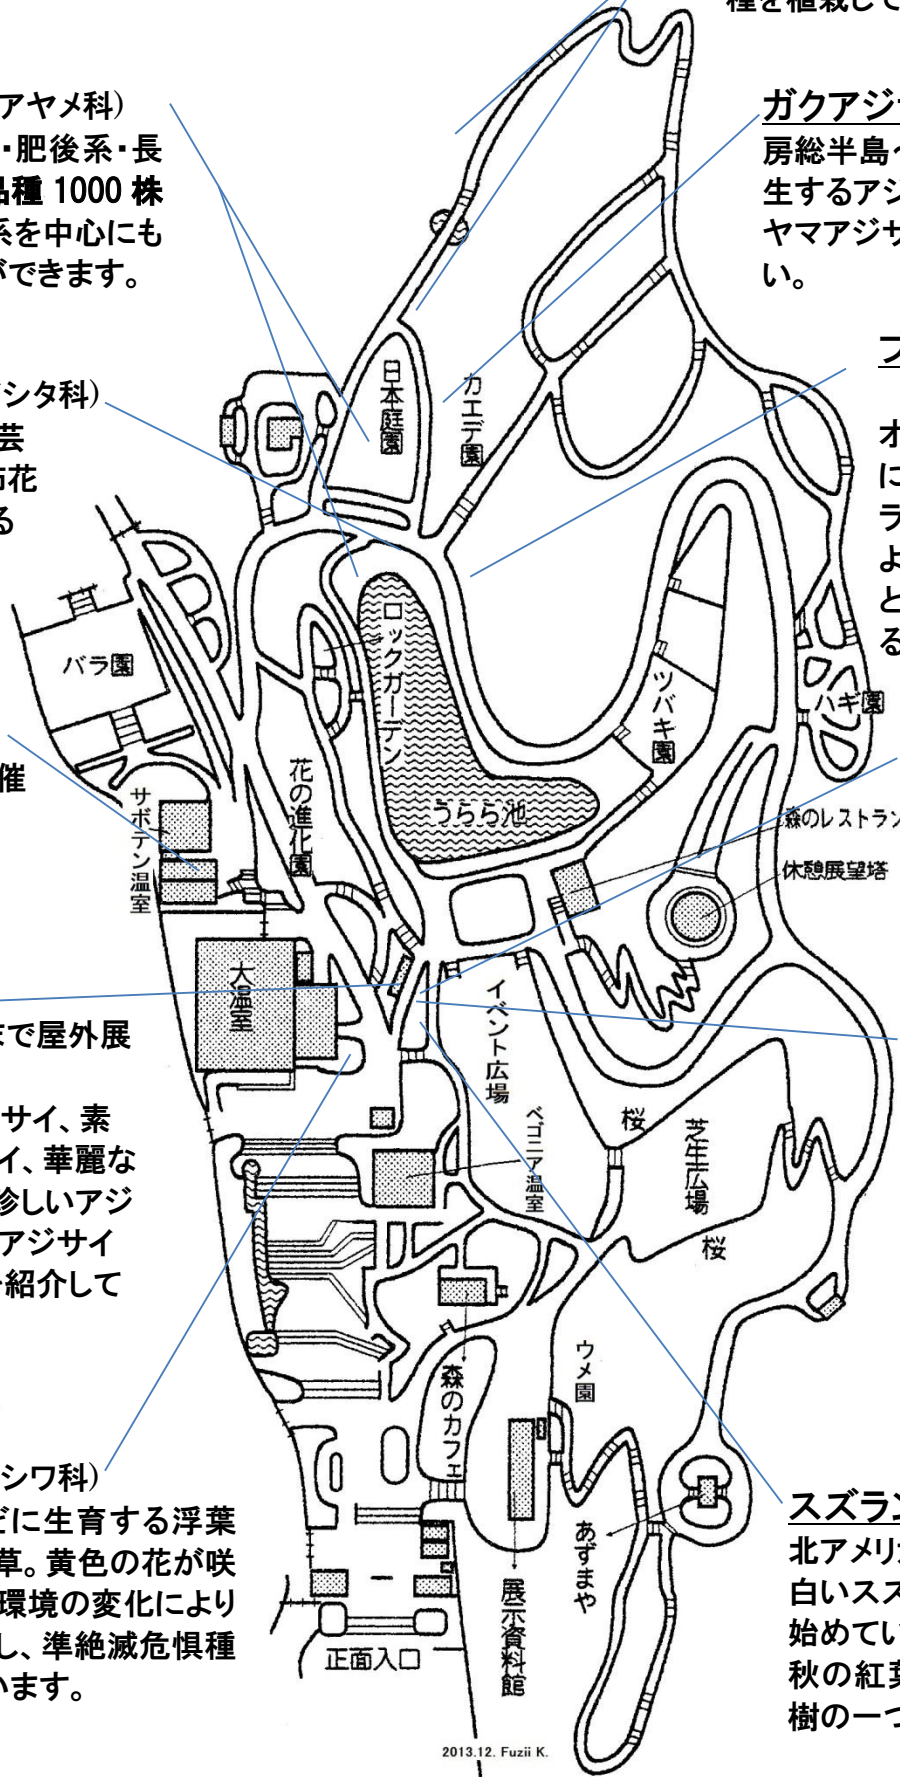 種を植栽して
アヤメ科)
・肥後系・長
品種 1000 株
系を中心にも
ができます。
ガクアジ
房総半島
生するアジ
ヤマアジサ
い。
シタ科)
芸
花
る
オ
に
ラ
よ
と
る
日本庭園
カエデ園
バラ園
ロックガーデン
うらら池
ツバキ園
ハギ園
催
花の進化園
サボテン温室
森のレストラン
休憩展望塔
大温室
まで屋外展
イベント広場
サイ、素
イ、華麗な
珍しいアジ
アジサイ
紹介して
ベゴニア温室
桜
芝生広場
桜
ウメ園
森のカフェ
シワ科)
だに生育する浮葉
草。黄色の花が咲
環境の変化により
し、準絶滅危惧種
います。
あずまや
展示資料館
正面入口
スズラン
北アメリカ
白いスズ
始めてい
秋の紅葉
樹の一つ
2013.12. Fuzii K.